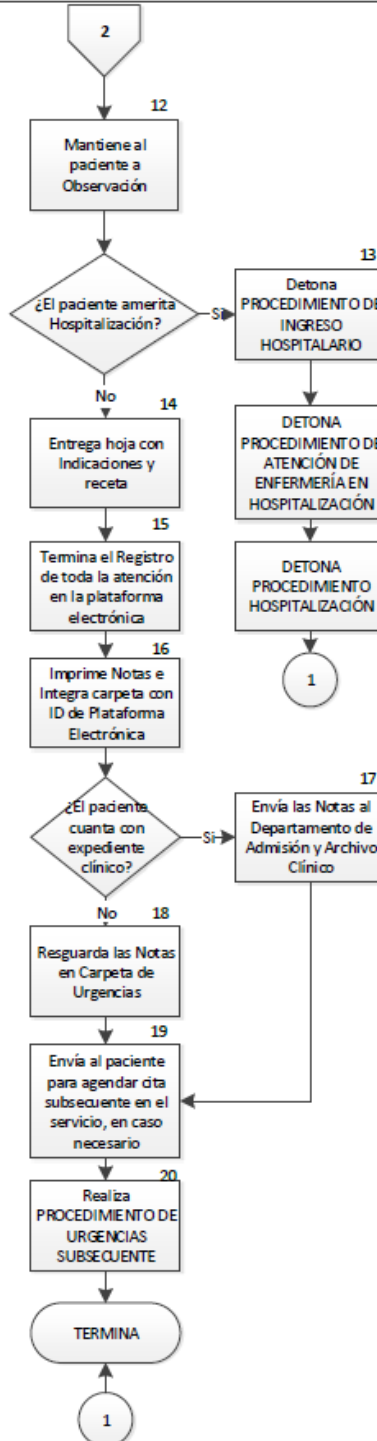 2
12
Mantiene al
paciente a
Observación
¿El paciente amerita
Hospitalización?
Si
13
Detona
PROCEDIMIENTO DE
INGRESO
HOSPITALARIO
No
14
Entrega hoja con
Indicaciones y
receta
DETONA
PROCEDIMIENTO DE
ATENCIÓN DE
ENFERMERÍA EN
HOSPITALIZACIÓN
15
Termina el Registro
de toda la atención
en la plataforma
electrónica
DETONA
PROCEDIMIENTO
HOSPITALIZACIÓN
16
Imprime Notas e
Integra carpeta con
ID de Plataforma
Electrónica
1
¿El paciente
cuanta con
expediente
clínico?
Si
17
Envía las Notas al
Departamento de
Admisión y Archivo
Clínico
No
18
Resguarda las Notas
en Carpeta de
Urgencias
19
Envía al paciente
para agendar cita
subsecuente en el
servicio, en caso
necesario
20
Realiza
PROCEDIMIENTO DE
URGENCIAS
SUBSECUENTE
TERMINA
1